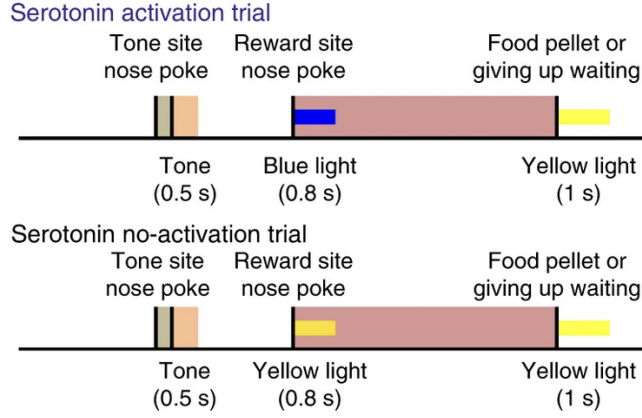 Serotonin activation trial
Tone site Reward site Food pellet or
nose poke nose poke giving up waiting
Tone Blue light Yellow light
(0.5 s) (0.8 s) (1 s)
Serotonin no-activation trial
Tone site Reward site Food pellet or
nose poke nose poke giving up waiting
Tone Yellow light Yellow light
(0.5 s) (0.8 s) (1 s)